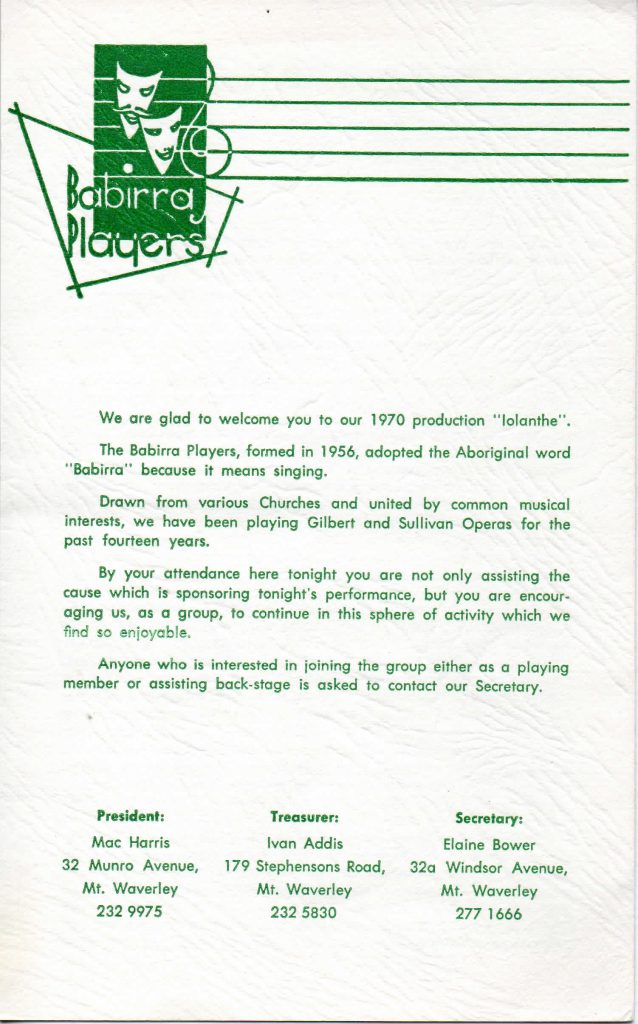 Babirra
Players
We are glad to welcome you to our 1970 production "Iolanthe".
The Babirra Players, formed in 1956, adopted the Aboriginal word
"Babirra" because it means singing.
Drawn from various Churches and united by common musical
interests, we have been playing Gilbert and Sullivan Operas for the
past fourteen years.
By your attendance here tonight you are not only assisting the
cause which is sponsoring tonight's performance, but you are encour-
aging us, as a group, to continue in this sphere of activity which we
find so enjoyable.
Anyone who is interested in joining the group either as a playing
member or assisting back-stage is asked to contact our Secretary.
President:
Mac Harris
32 Munro Avenue,
Mt. Waverley
232 9975
Treasurer:
Ivan Addis
179 Stephensons Road,
Mt. Waverley
232 5830
Secretary:
Elaine Bower
32a Windsor Avenue,
Mt. Waverley
277 1666